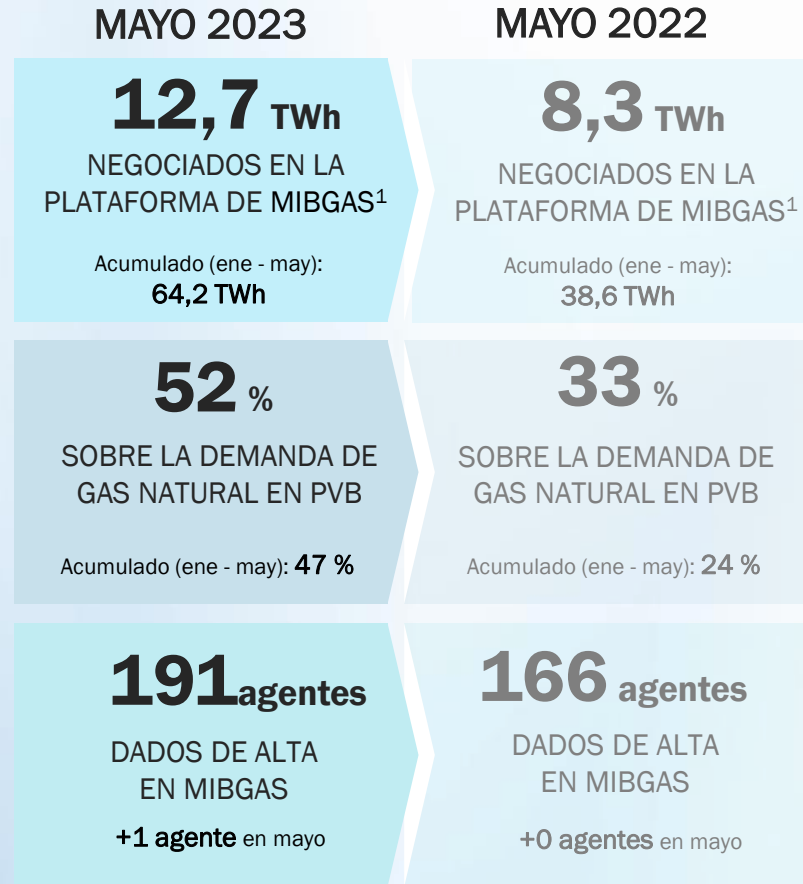 MAYO 2023
12,7 TWh
NEGOCIADOS EN LA
PLATAFORMA DE MIBGAS¹
Acumulado (ene - may):
64,2 TWh
52 %
SOBRE LA DEMANDA DE
GAS NATURAL EN PVB
Acumulado (ene - may): 47 %
191agentes
DADOS DE ALTA
EN MIBGAS
+1 agente en mayo
MAYO 2022
8,3 TWh
NEGOCIADOS EN LA
PLATAFORMA DE MIBGAS¹
Acumulado (ene - may):
38,6 TWh
33 %
SOBRE LA DEMANDA DE
GAS NATURAL EN PVB
Acumulado (ene - may): 24 %
166 agentes
DADOS DE ALTA
EN MIBGAS
+0 agentes en mayo